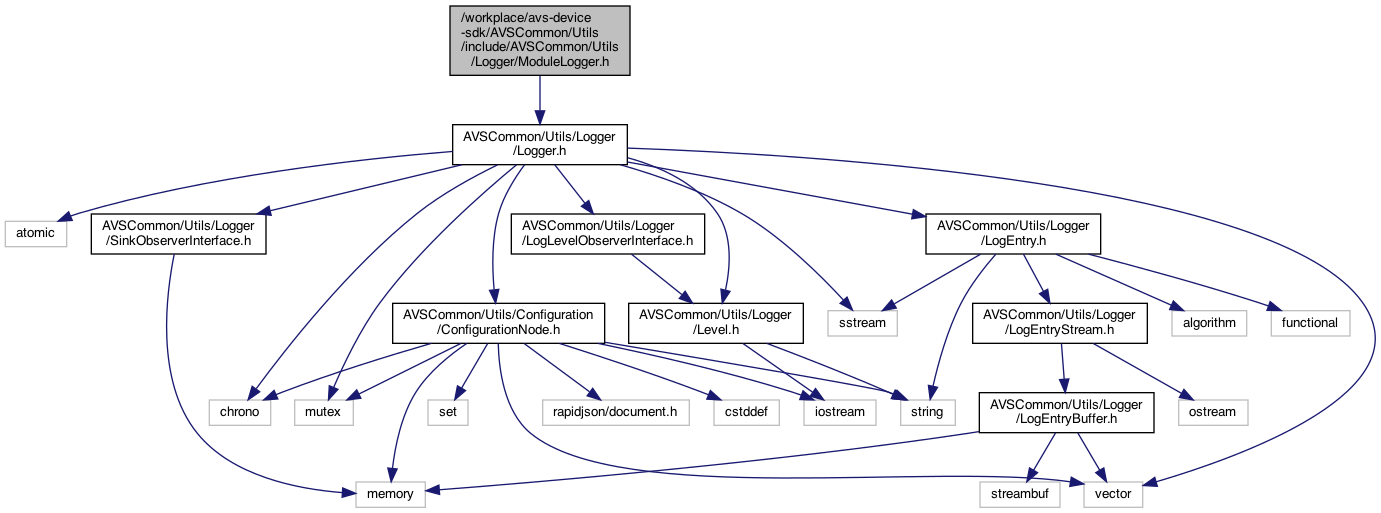 /workplace/avs-device
-sdk/AVSCommon/Utils
/include/AVSCommon/Utils
/Logger/ModuleLogger.h
AVSCommon/Utils/Logger
/Logger.h
atomic
AVSCommon/Utils/Logger
/SinkObserverInterface.h
AVSCommon/Utils/Logger
/LogLevelObserverInterface.h
AVSCommon/Utils/Logger
/LogEntry.h
AVSCommon/Utils/Configuration
/ConfigurationNode.h
AVSCommon/Utils/Logger
/Level.h
sstream
AVSCommon/Utils/Logger
/LogEntryStream.h
algorithm
functional
chrono
mutex
set
rapidjson/document.h
cstddef
iostream
string
AVSCommon/Utils/Logger
/LogEntryBuffer.h
ostream
memory
streambuf
vector